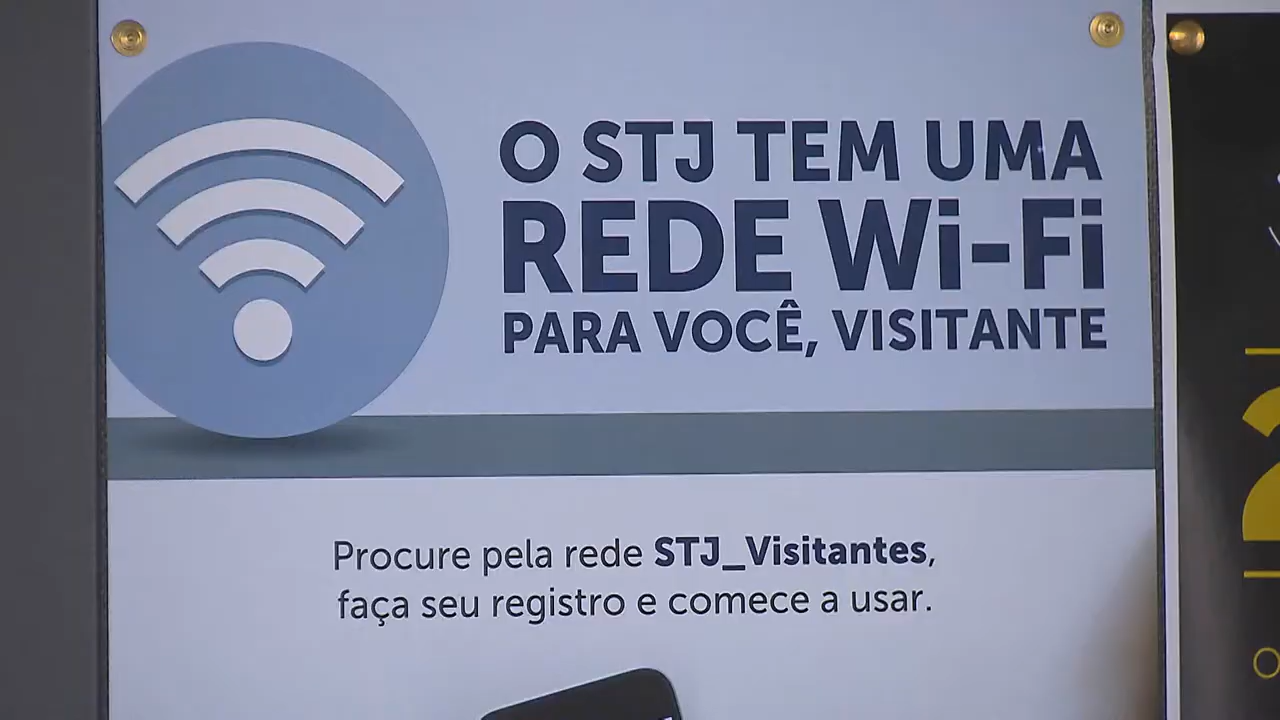 O STJ TEM UMA
REDE Wi-Fi
PARA VOCÊ, VISITANTE
Procure pela rede STJ_Visitantes,
faça seu registro e comece a usar.